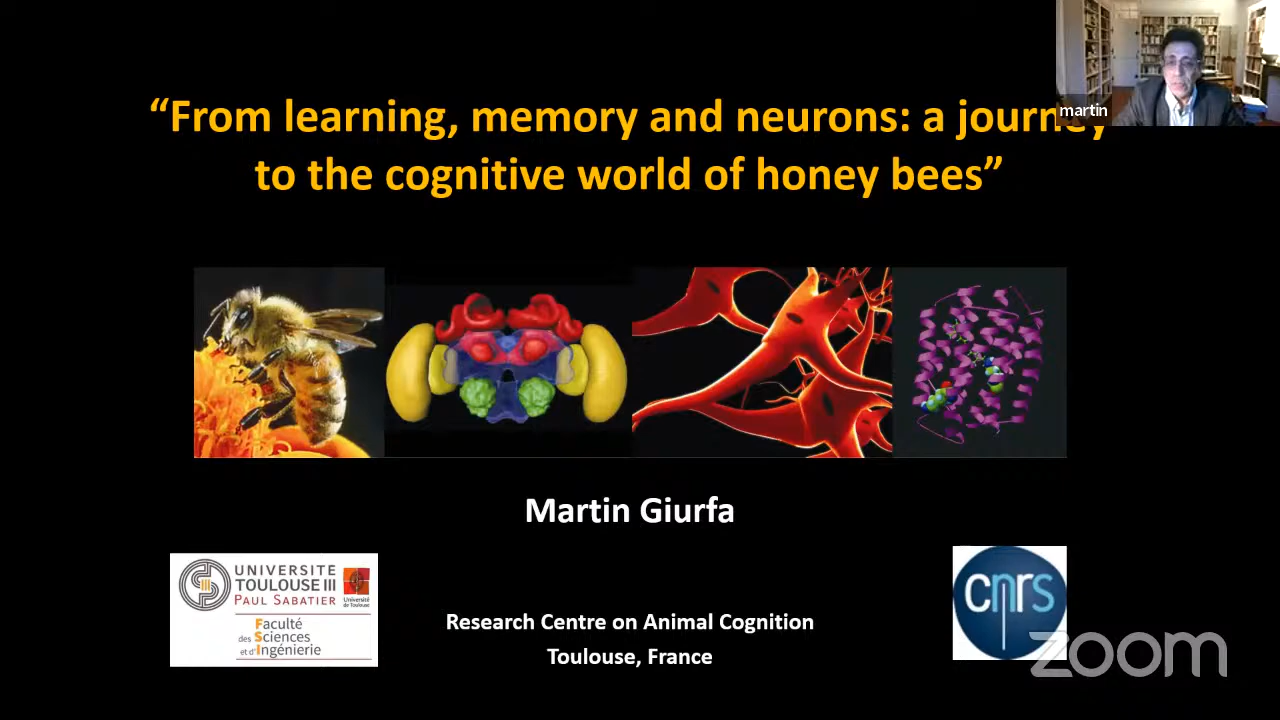 “From learning, memory and neurons: a journey
martin
to the cognitive world of honey bees”
Martin Giurfa
UNIVERSITE
TOULOUSE III
PAUL SABATIER
Université
de Toulouse
Faculté
des Sciences
et d'Ingénierie
Research Centre on Animal Cognition
Toulouse, France
cnrs
zoom